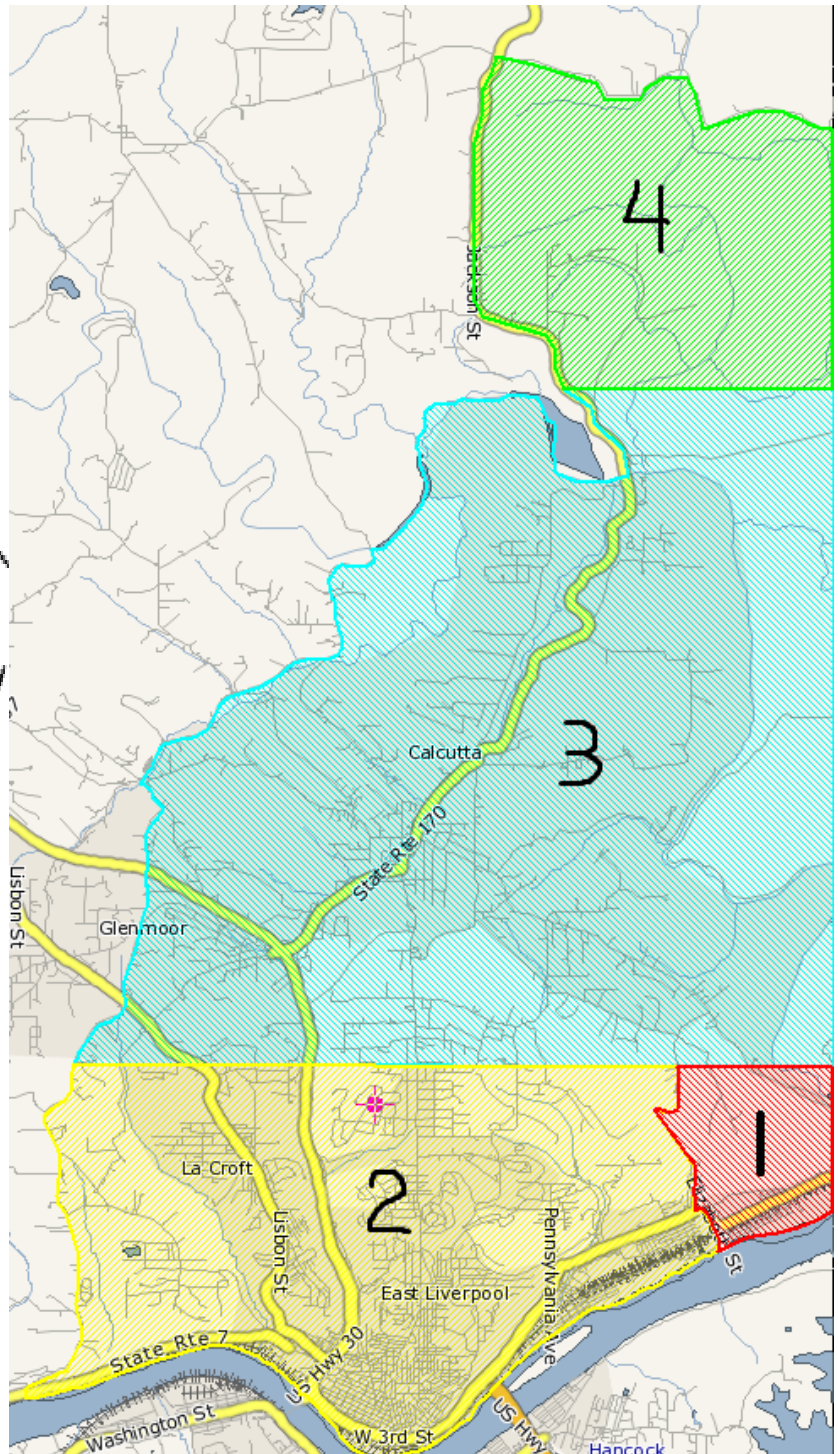 4
Jackson St
3
Calcutta
State Rte 170
Lisbon St
Glenmoor
1
La Croft
2
Elizabeth St
Lisbon St
Pennsylvania Ave
East Liverpool
State Rte 7
US Hwy 30
Washington St
W 3rd St
US Hwy
Hancock